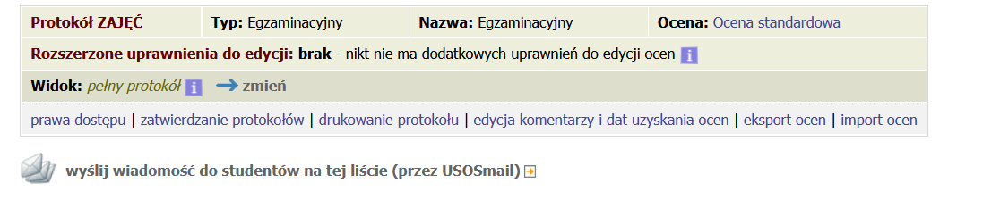 Protokół ZAJĘĆ Typ: Egzaminacyjny Nazwa: Egzaminacyjny Ocena: Ocena standardowa
Rozszerzone uprawnienia do edycji: brak - nikt nie ma dodatkowych uprawnień do edycji ocen i
Widok: pełny protokół i → zmień
prawa dostępu | zatwierdzanie protokołów | drukowanie protokołu | edycja komentarzy i dat uzyskania ocen | eksport ocen | import ocen
wyślij wiadomość do studentów na tej liście (przez USOSmail)